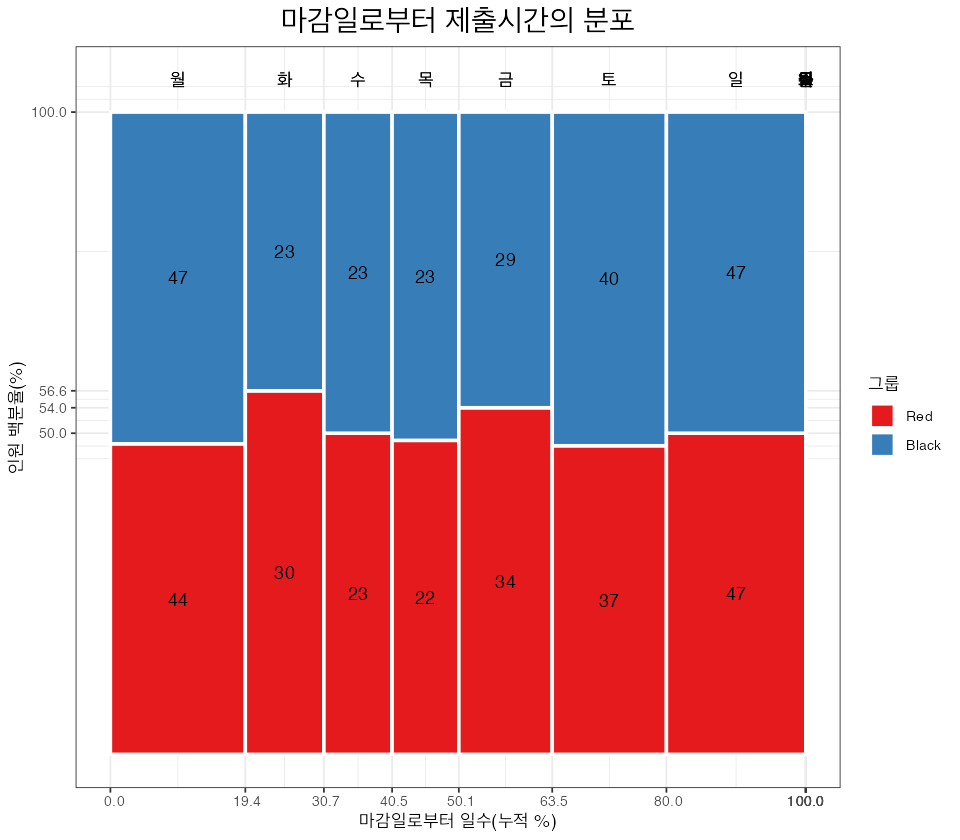 마감일로부터 제출시간의 분포
월 화 수 목 금 토 일
100.0
47 23 23 23 29 40 47
56.6
54.0
50.0
인원 백분율(%)
44 30 23 22 34 37 47
그룹
Red
Black
0.0 19.4 30.7 40.5 50.1 63.5 80.0 100.0
마감일로부터 일수(누적 %)